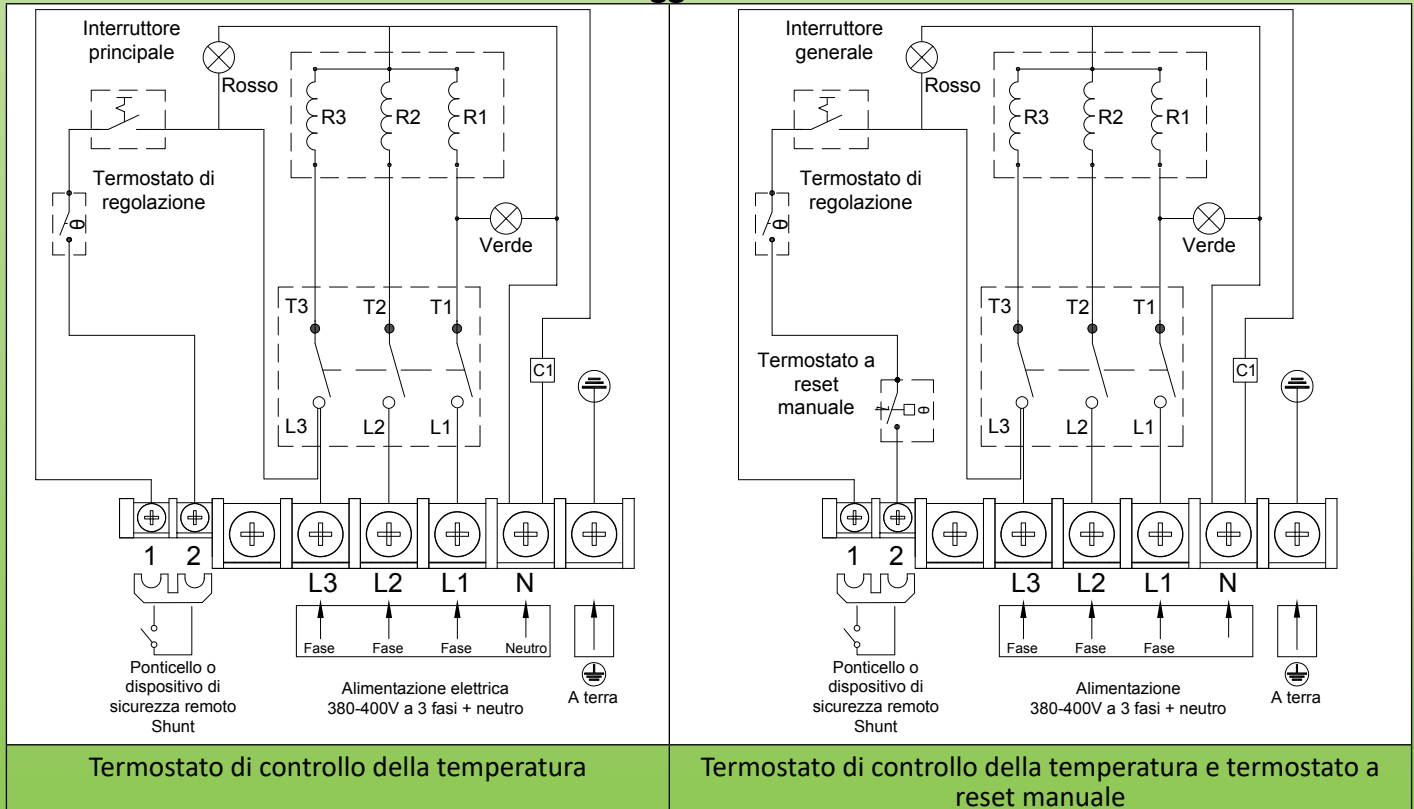 Interruttore
principale
Rosso
R3 R2 R1
Termostato di
regolazione
θ
Verde
T3 T2 T1
C1
L3 L2 L1
1 2
L3 L2 L1 N
Fase Fase Fase Neutro
Ponticello o
dispositivo di
sicurezza remoto
Shunt
Alimentazione elettrica
380-400V a 3 fasi + neutro
A terra
Termostato di controllo della temperatura
Interruttore
generale
Rosso
R3 R2 R1
Termostato di
regolazione
θ
Verde
T3 T2 T1
Termostato a
reset
manuale
θ
C1
L3 L2 L1
1 2
L3 L2 L1 N
Fase Fase Fase
Ponticello o
dispositivo di
sicurezza remoto
Shunt
Alimentazione
380-400V a 3 fasi + neutro
A terra
Termostato di controllo della temperatura e termostato a
reset manuale